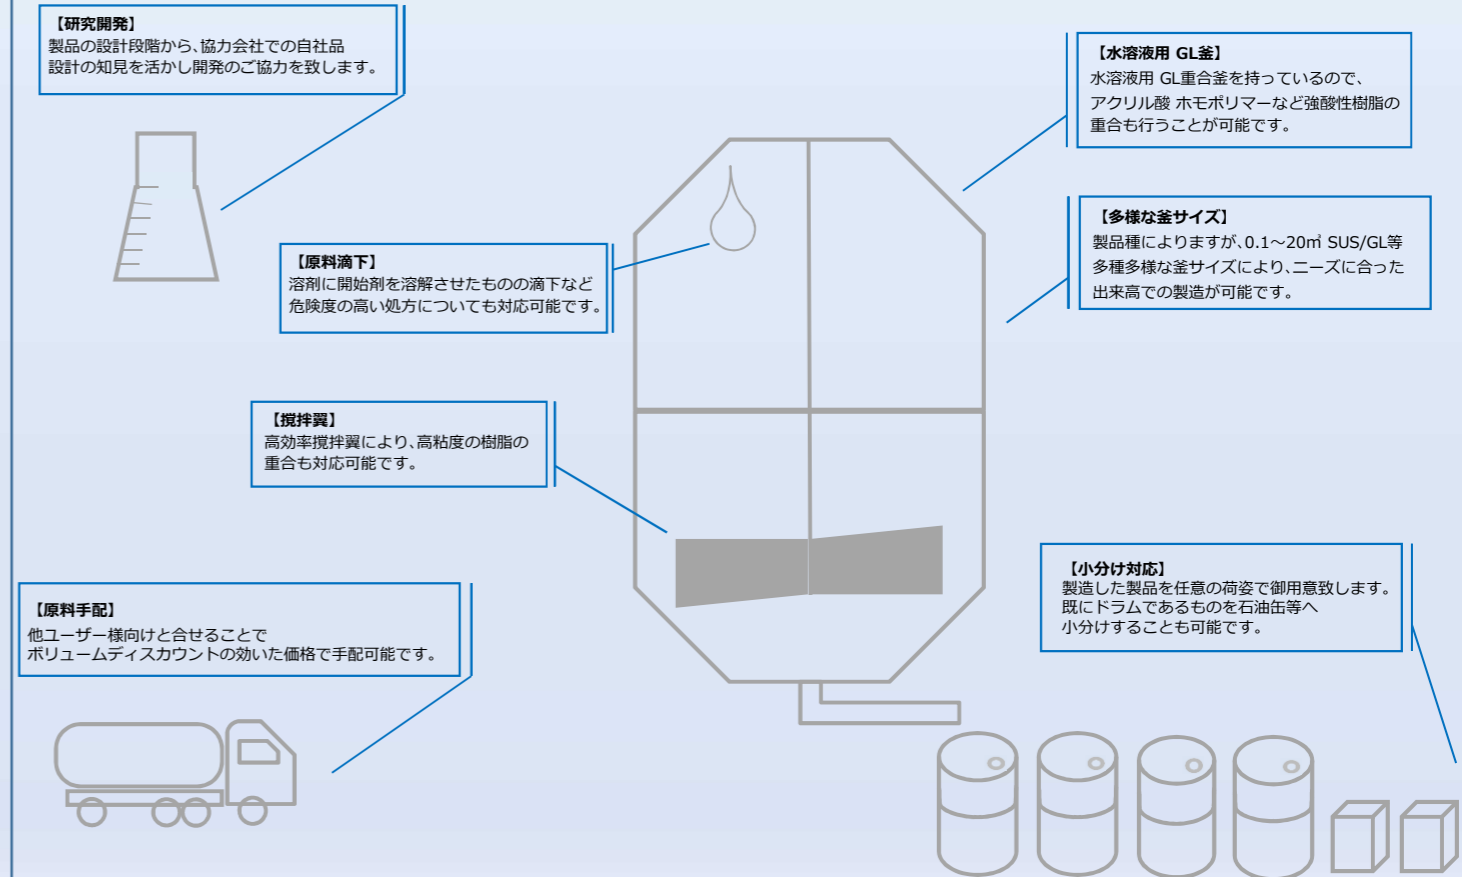 【研究開発】
製品の設計段階から、協力会社での自社品
設計の知見を活かし開発のご協力を致します。
【水溶液用 GL釜】
水溶液用 GL重合釜を持っているので、
アクリル酸 ホモポリマーなど強酸性樹脂の
重合も行うことが可能です。
【多様な釜サイズ】
製品種によりますが、0.1～20㎥ SUS/GL等
多種多様な釜サイズにより、ニーズに合った
出来高での製造が可能です。
【原料滴下】
溶剤に開始剤を溶解させたものの滴下など
危険度の高い処方についても対応可能です。
【撹拌翼】
高効率撹拌翼により、高粘度の樹脂の
重合も対応可能です。
【小分け対応】
製造した製品を任意の荷姿で御用意致します。
既にドラムであるものを石油缶等へ
小分けすることも可能です。
【原料手配】
他ユーザー様向けと合せることで
ボリュームディスカウントの効いた価格で手配可能です。